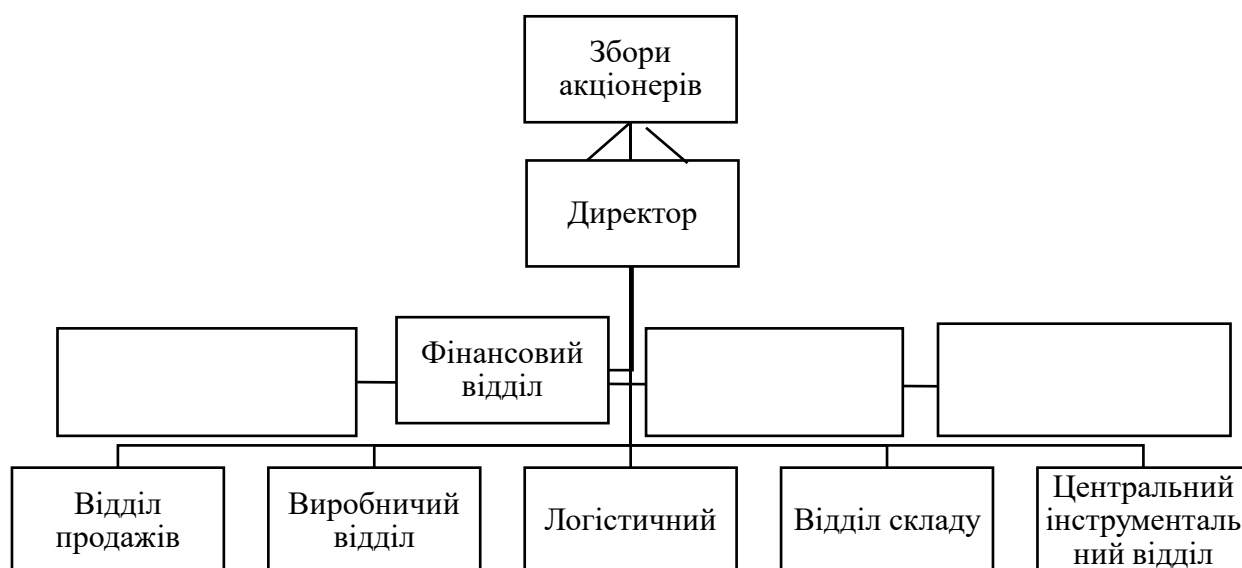 Збори
акціонерів
Директор
Фінансовий
відділ
Відділ
продажів
Виробничий
відділ
Логістичний
Відділ складу
Центральний
інструменталь
ний відділ